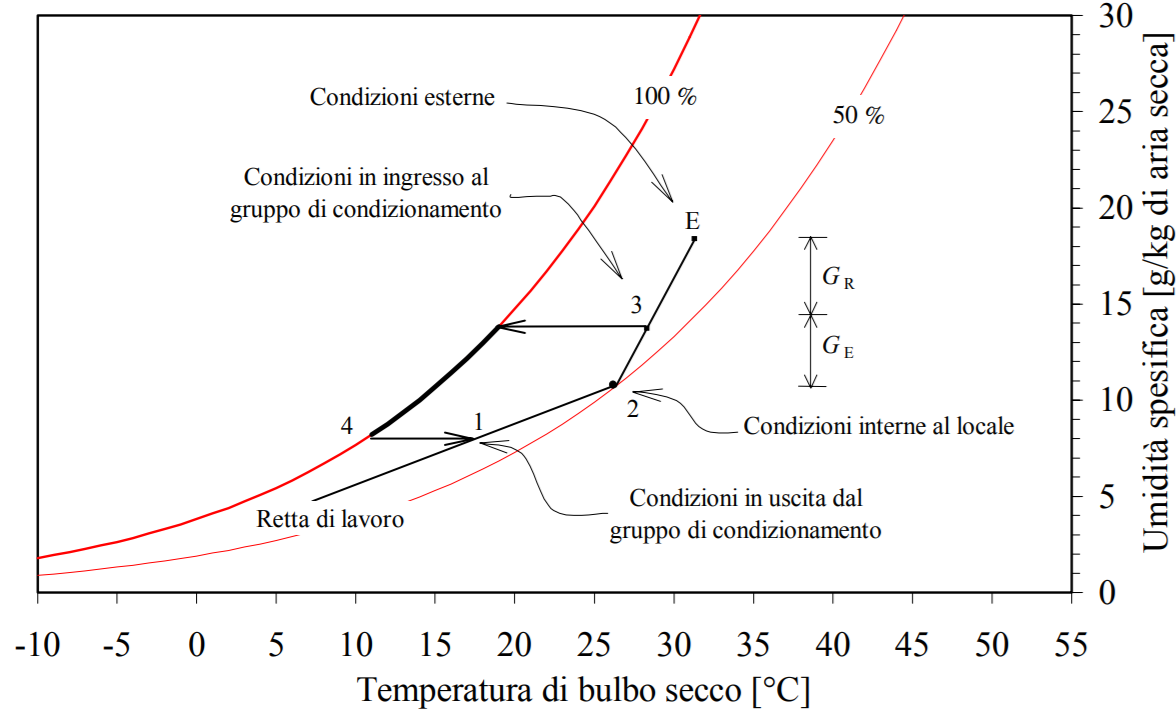 Condizioni esterne
100 %
50 %
Condizioni in ingresso al
gruppo di condizionamento
E
G R
3
G E
4
1
2
Condizioni interne al locale
Retta di lavoro
Condizioni in uscita dal
gruppo di condizionamento
30
25
20
15
10
5
0
Umidità spesifica [g/kg di aria secca]
-10 -5 0 5 10 15 20 25 30 35 40 45 50 55
Temperatura di bulbo secco [°C]